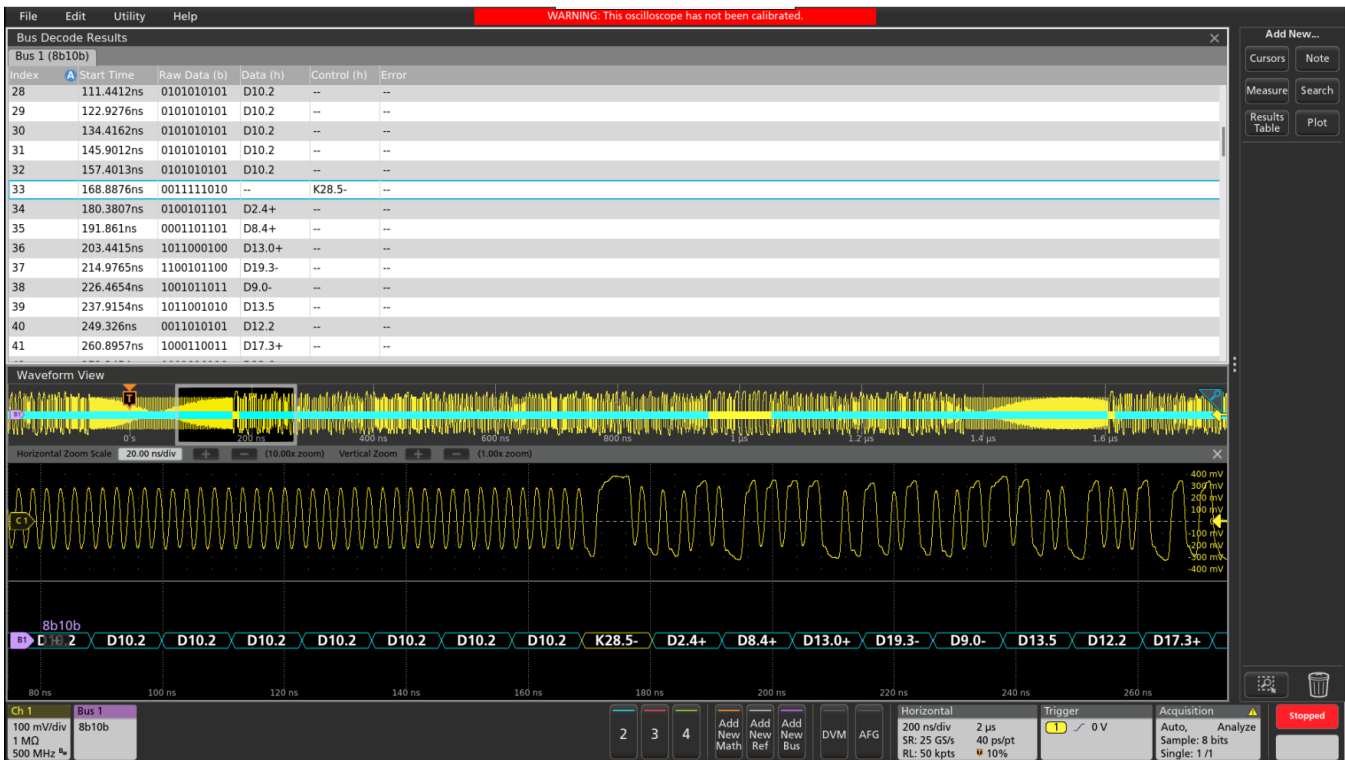 File Edit Utility Help
WARNING: This oscilloscope has not been calibrated.
Add New...
Bus Decode Results
Bus 1 (8b10b)
Cursors Note
Measure Search
Results Table Plot
Index A Start Time Raw Data (b) Data (h) Control (h) Error
28 111.4412ns 0101010101 D10.2 -- --
29 122.9276ns 0101010101 D10.2 -- --
30 134.4162ns 0101010101 D10.2 -- --
31 145.9012ns 0101010101 D10.2 -- --
32 157.4013ns 0101010101 D10.2 -- --
33 168.8876ns 0011111010 -- K28.5- --
34 180.3807ns 0100101101 D2.4+ -- --
35 191.861ns 0001101101 D8.4+ -- --
36 203.4415ns 1011000100 D13.0+ -- --
37 214.9765ns 1100101100 D19.3- -- --
38 226.4654ns 1001011011 D9.0- -- --
39 237.9154ns 1011001010 D13.5 -- --
40 249.326ns 0011010101 D12.2 -- --
41 260.8957ns 1000110011 D17.3+ -- --
Waveform View
T
B1
0's 200 ns 400 ns 600 ns 800 ns 1 µs 1.2 µs 1.4 µs 1.6 µs
Horizontal Zoom Scale 20.00 ns/div + − (10.00x zoom) Vertical Zoom + − (1.00x zoom)
400 mV
300 mV
200 mV
100 mV
C1
-100 mV
-200 mV
-300 mV
-400 mV
8b10b
B1 D10.2 D10.2 D10.2 D10.2 D10.2 D10.2 D10.2 K28.5- D2.4+ D8.4+ D13.0+ D19.3- D9.0- D13.5 D12.2 D17.3+
80 ns 100 ns 120 ns 140 ns 160 ns 180 ns 200 ns 220 ns 240 ns 260 ns
Ch 1
100 mV/div
1 MΩ
500 MHz Bw
Bus 1
8b10b
2 3 4
Add New Math
Add New Ref
Add New Bus
DVM AFG
Horizontal
200 ns/div 2 µs
SR: 25 GS/s 40 ps/pt
RL: 50 kpts 10%
Trigger
1 0 V
Acquisition
Auto, Analyze
Sample: 8 bits
Single: 1 /1
Stopped